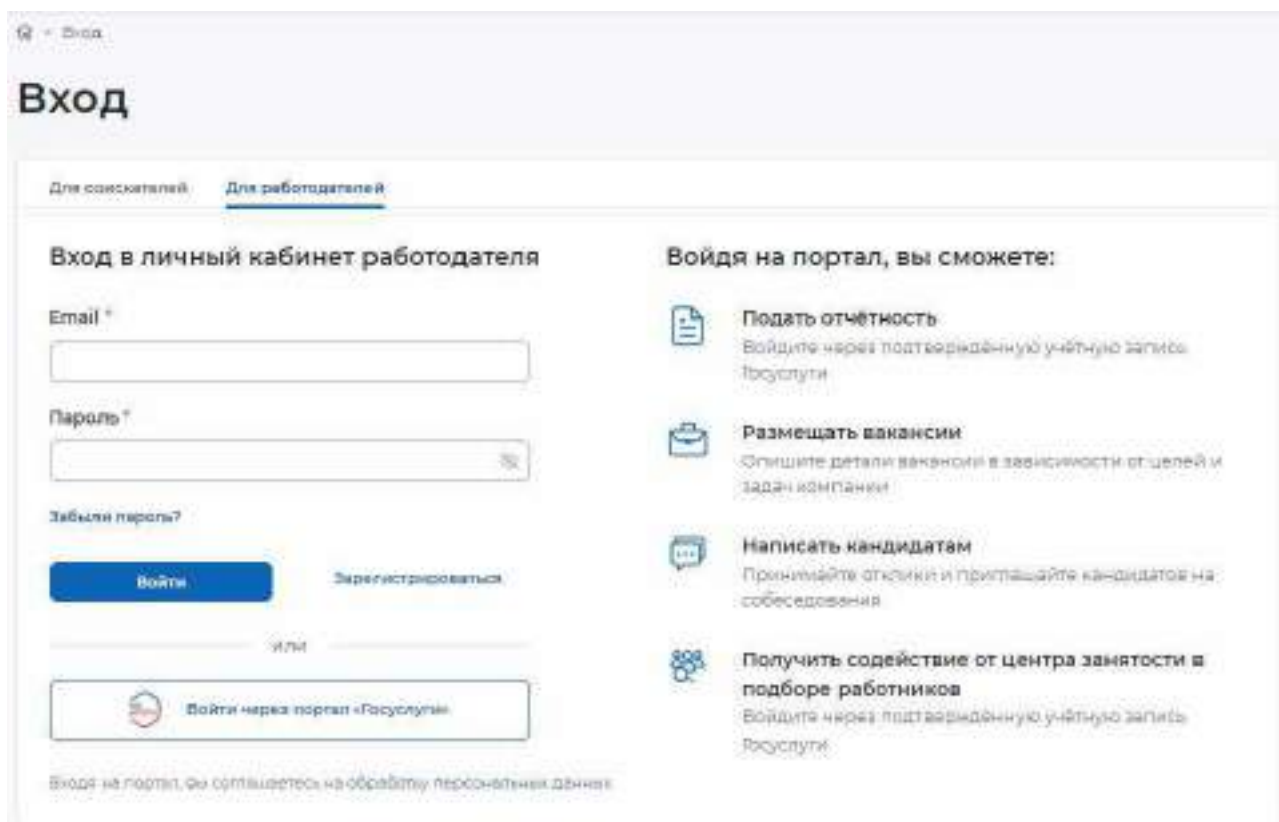 Вход
Вход
Для соискателей
Для работодателей
Вход в личный кабинет работодателя
Email *
Пароль *
Забыли пароль?
Войти
Зарегистрироваться
или
Войти через портал «Госуслуги»
Входя на портал, вы соглашаетесь на обработку персональных данных
Войдя на портал, вы сможете:
Подать отчётность
Войдите через подтверждённую учётную запись
Госуслуги
Размещать вакансии
Опишите детали вакансии в зависимости от целей и
задач компании
Написать кандидатам
Принимайте отклики и приглашайте кандидатов на
собеседования
Получить содействие от центра занятости в
подборе работников
Войдите через подтверждённую учётную запись
Госуслуги